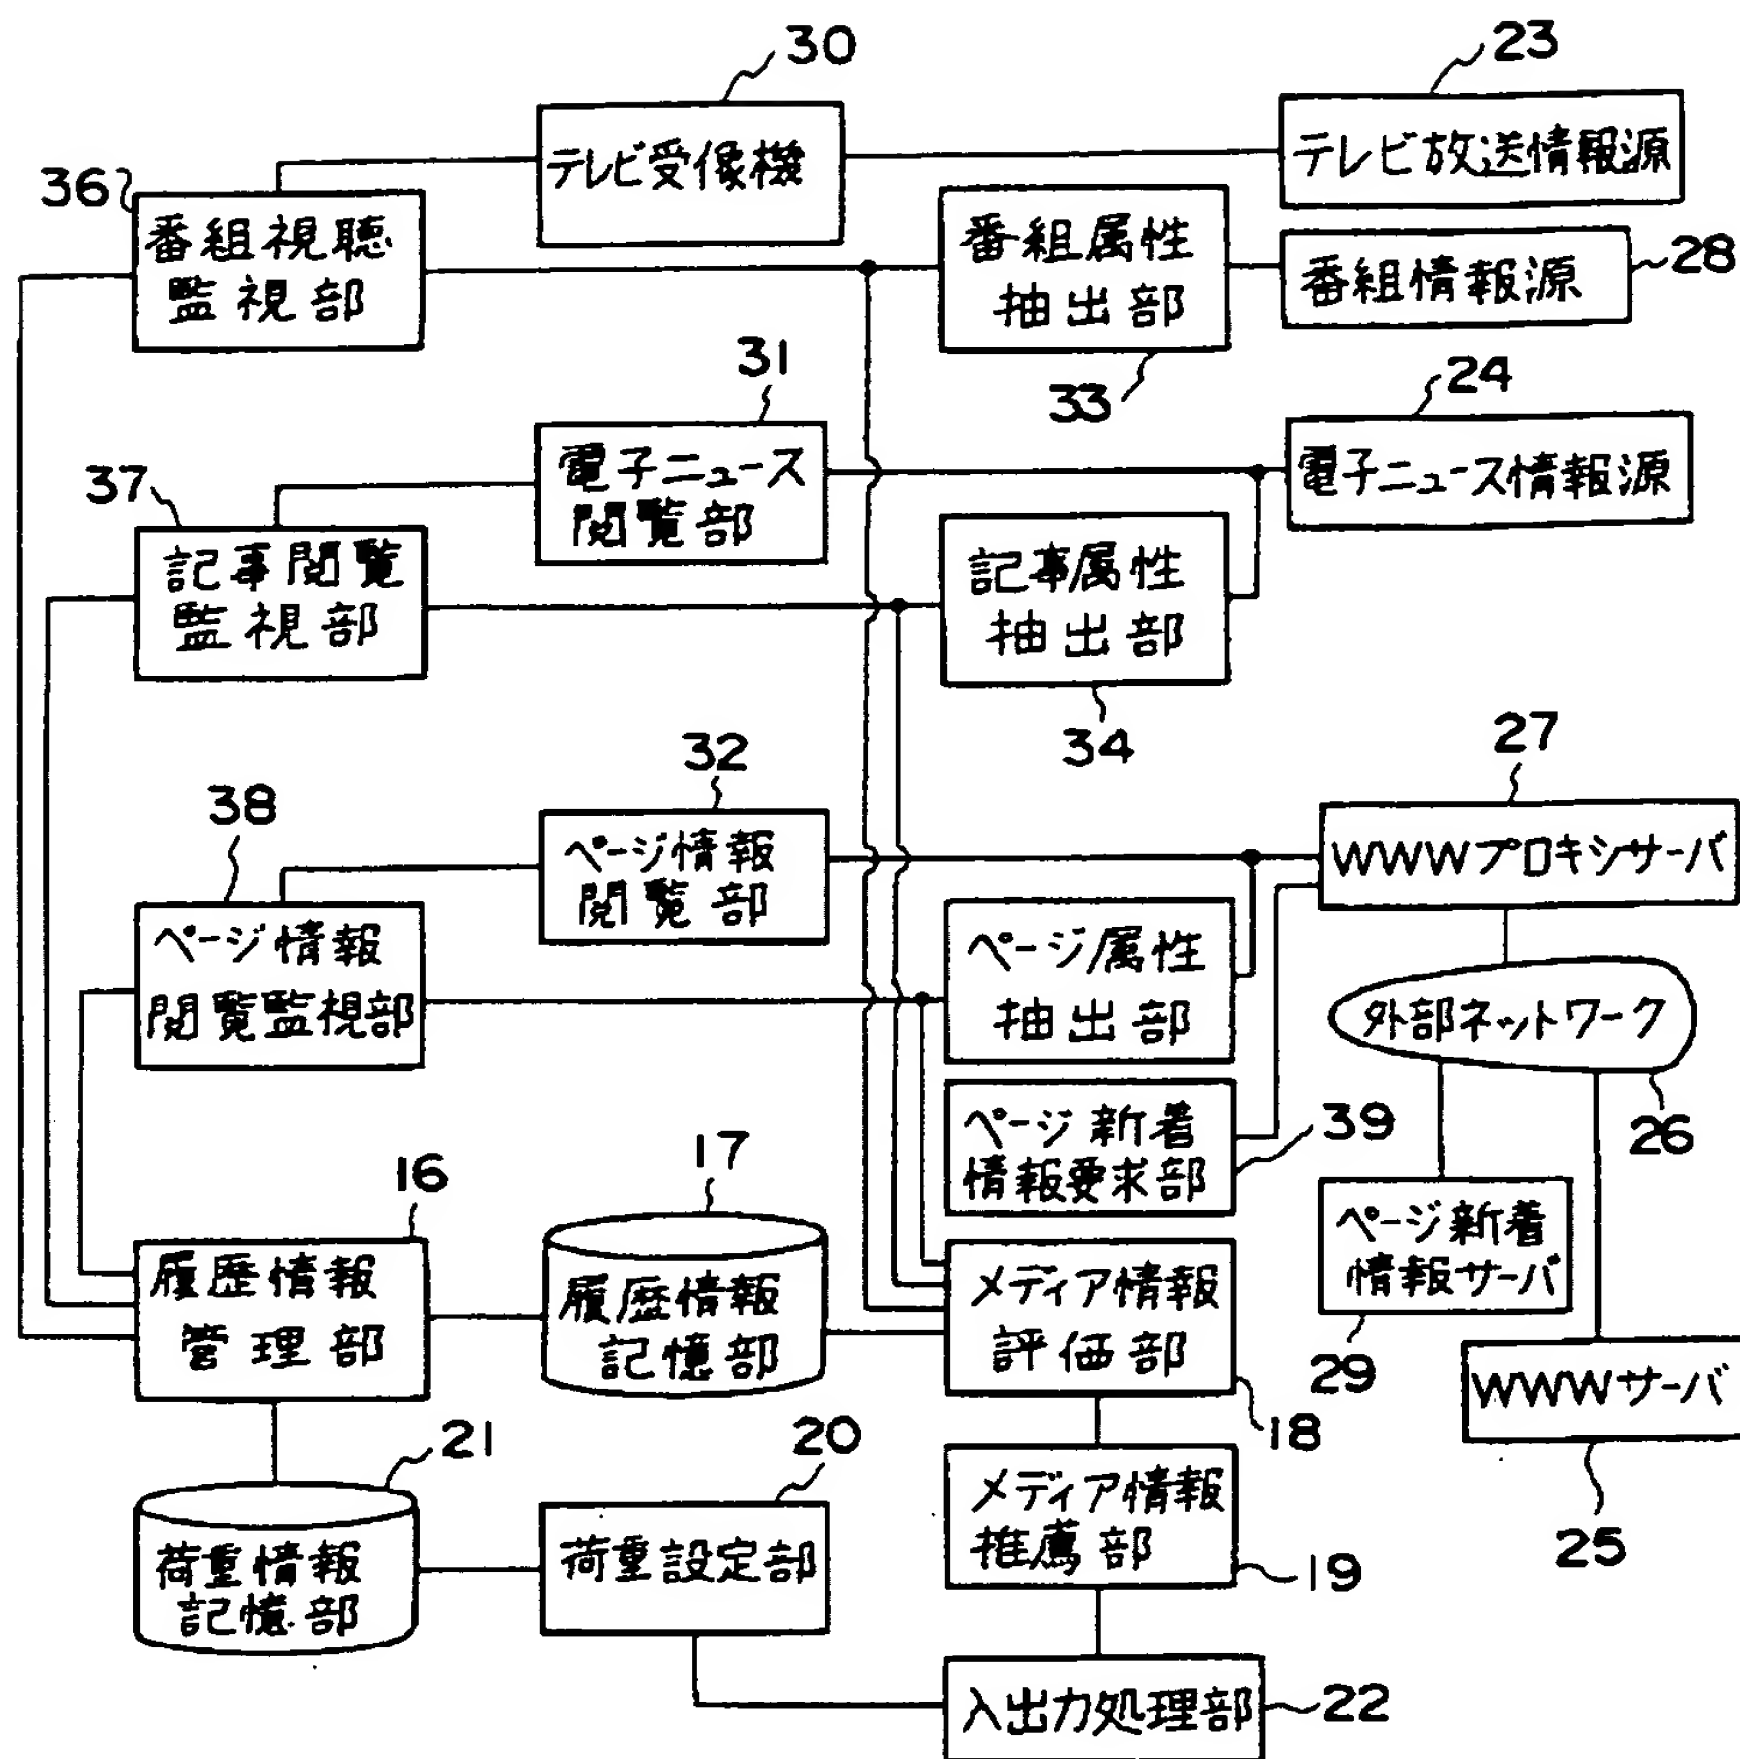 30
23
テレビ受像機
テレビ放送情報源
36
番組視聴
監視部
番組属性
抽出部
番組情報源
28
33
31
24
電子ニュース
閲覧部
電子ニュース情報源
37
記事閲覧
監視部
記事属性
抽出部
34
27
32
38
ページ情報
閲覧部
WWWプロキシサーバ
ページ情報
閲覧監視部
ページ属性
抽出部
外部ネットワーク
26
ページ新着
情報要求部
39
16
17
履歴情報
管理部
履歴情報
記憶部
メディア情報
評価部
18
ページ新着
情報サーバ
29
WWWサーバ
25
21
20
荷重情報
記憶部
荷重設定部
メディア情報
推薦部
19
入出力処理部
22